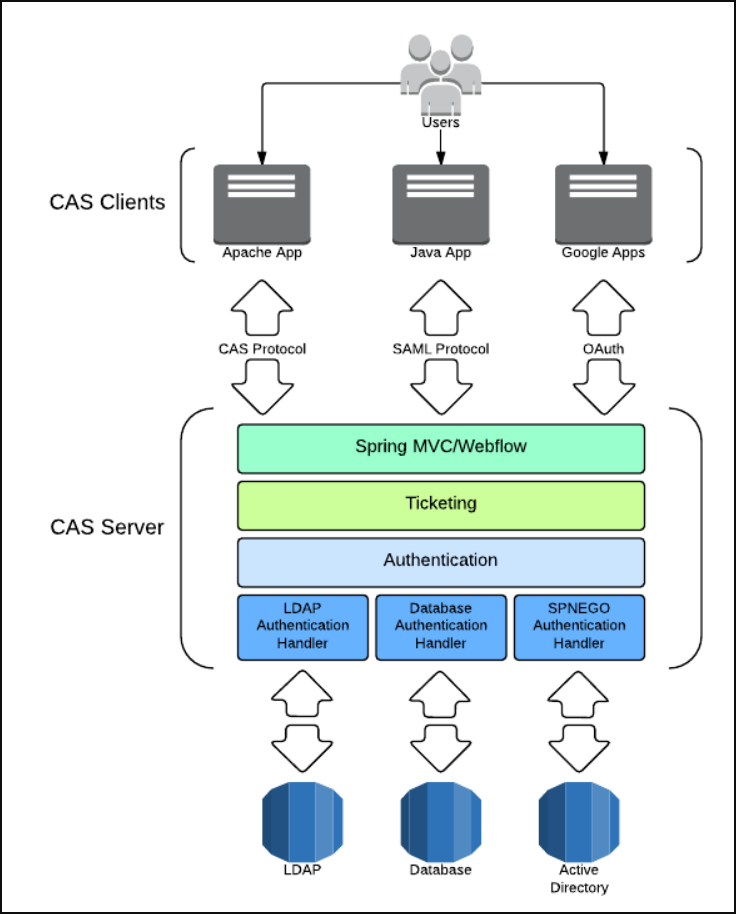 Users
CAS Clients
Apache App
Java App
Google Apps
CAS Protocol
SAML Protocol
OAuth
CAS Server
Spring MVC/Webflow
Ticketing
Authentication
LDAP
Authentication
Handler
Database
Authentication
Handler
SPNEGO
Authentication
Handler
LDAP
Database
Active
Directory